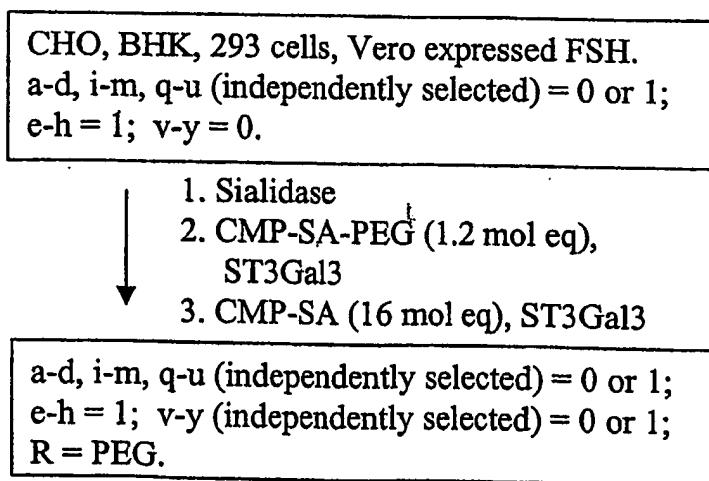 CHO, BHK, 293 cells, Vero expressed FSH.
a-d, i-m, q-u (independently selected) = 0 or 1;
e-h = 1; v-y = 0.
1. Sialidase
2. CMP-SA-PEG (1.2 mol eq),
ST3Gal3
3. CMP-SA (16 mol eq), ST3Gal3
a-d, i-m, q-u (independently selected) = 0 or 1;
e-h = 1; v-y (independently selected) = 0 or 1;
R = PEG.